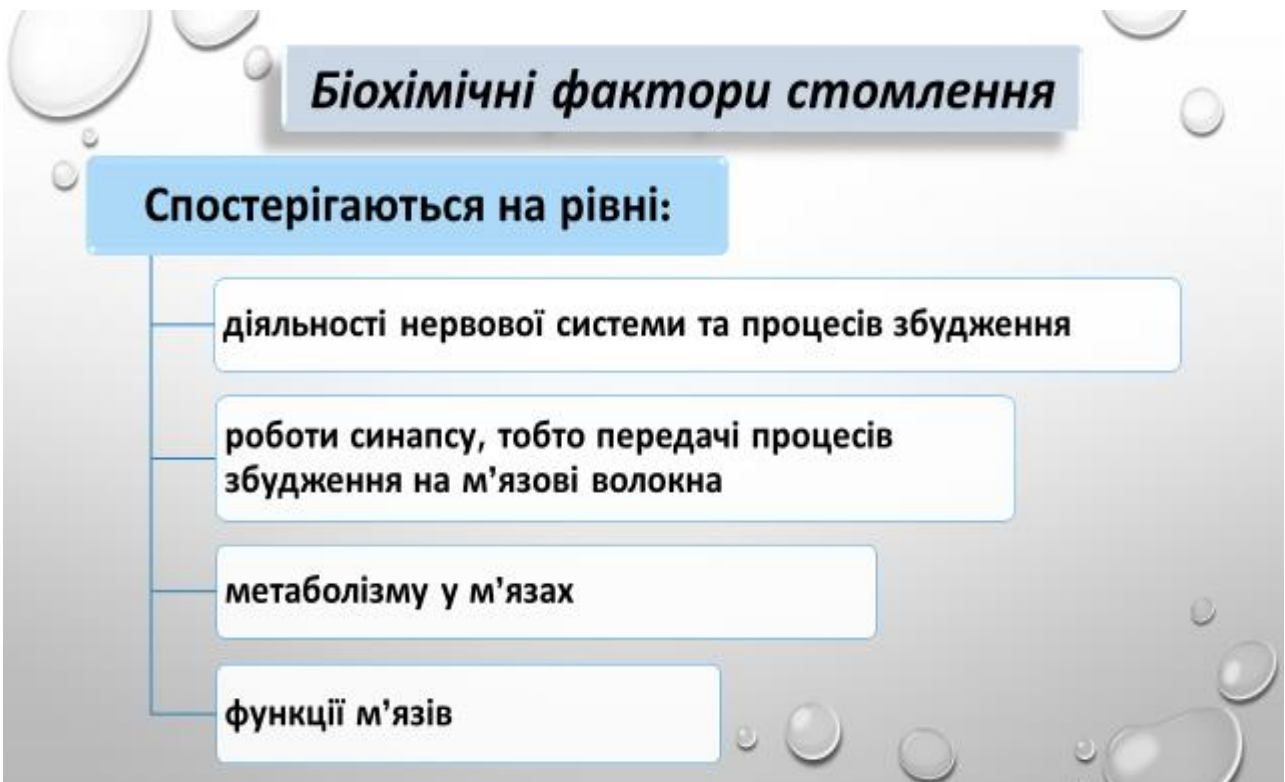 Біохімічні фактори стомлення
Спостерігаються на рівні:
діяльності нервової системи та процесів збудження
роботи синапсу, тобто передачі процесів
збудження на м’язові волокна
метаболізму у м’язах
функції м’язів